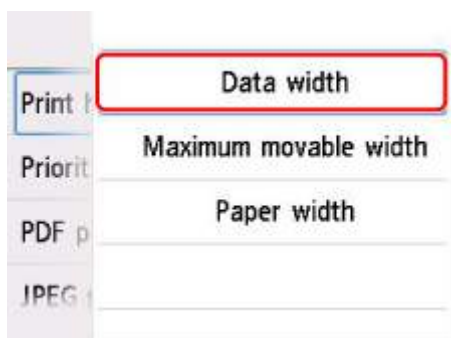 Data width
Print
Maximum movable width
Priorit
Paper width
PDF p
JPEG